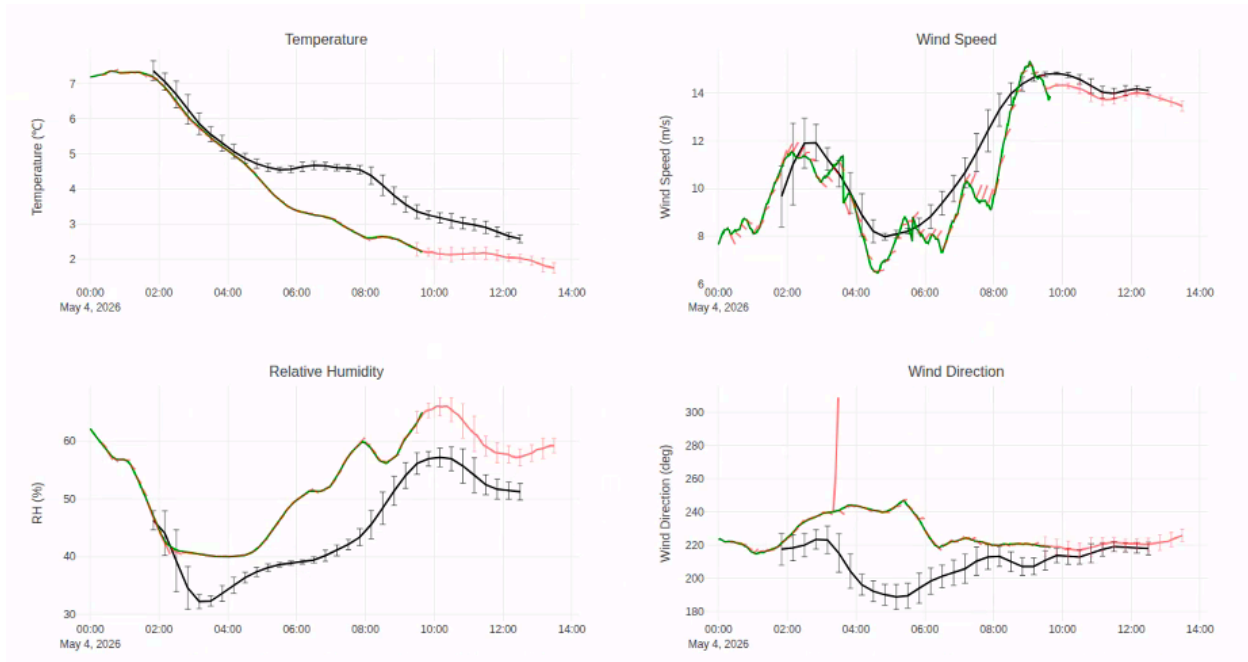 Temperature
Temperature (°C)
7
6
5
4
3
2
00:00 02:00 04:00 06:00 08:00 10:00 12:00 14:00
May 4, 2026
Wind Speed
Wind Speed (m/s)
14
12
10
8
6
00:00 02:00 04:00 06:00 08:00 10:00 12:00 14:00
May 4, 2026
Relative Humidity
RH (%)
60
50
40
30
00:00 02:00 04:00 06:00 08:00 10:00 12:00 14:00
May 4, 2026
Wind Direction
Wind Direction (deg)
300
280
260
240
220
200
180
00:00 02:00 04:00 06:00 08:00 10:00 12:00 14:00
May 4, 2026